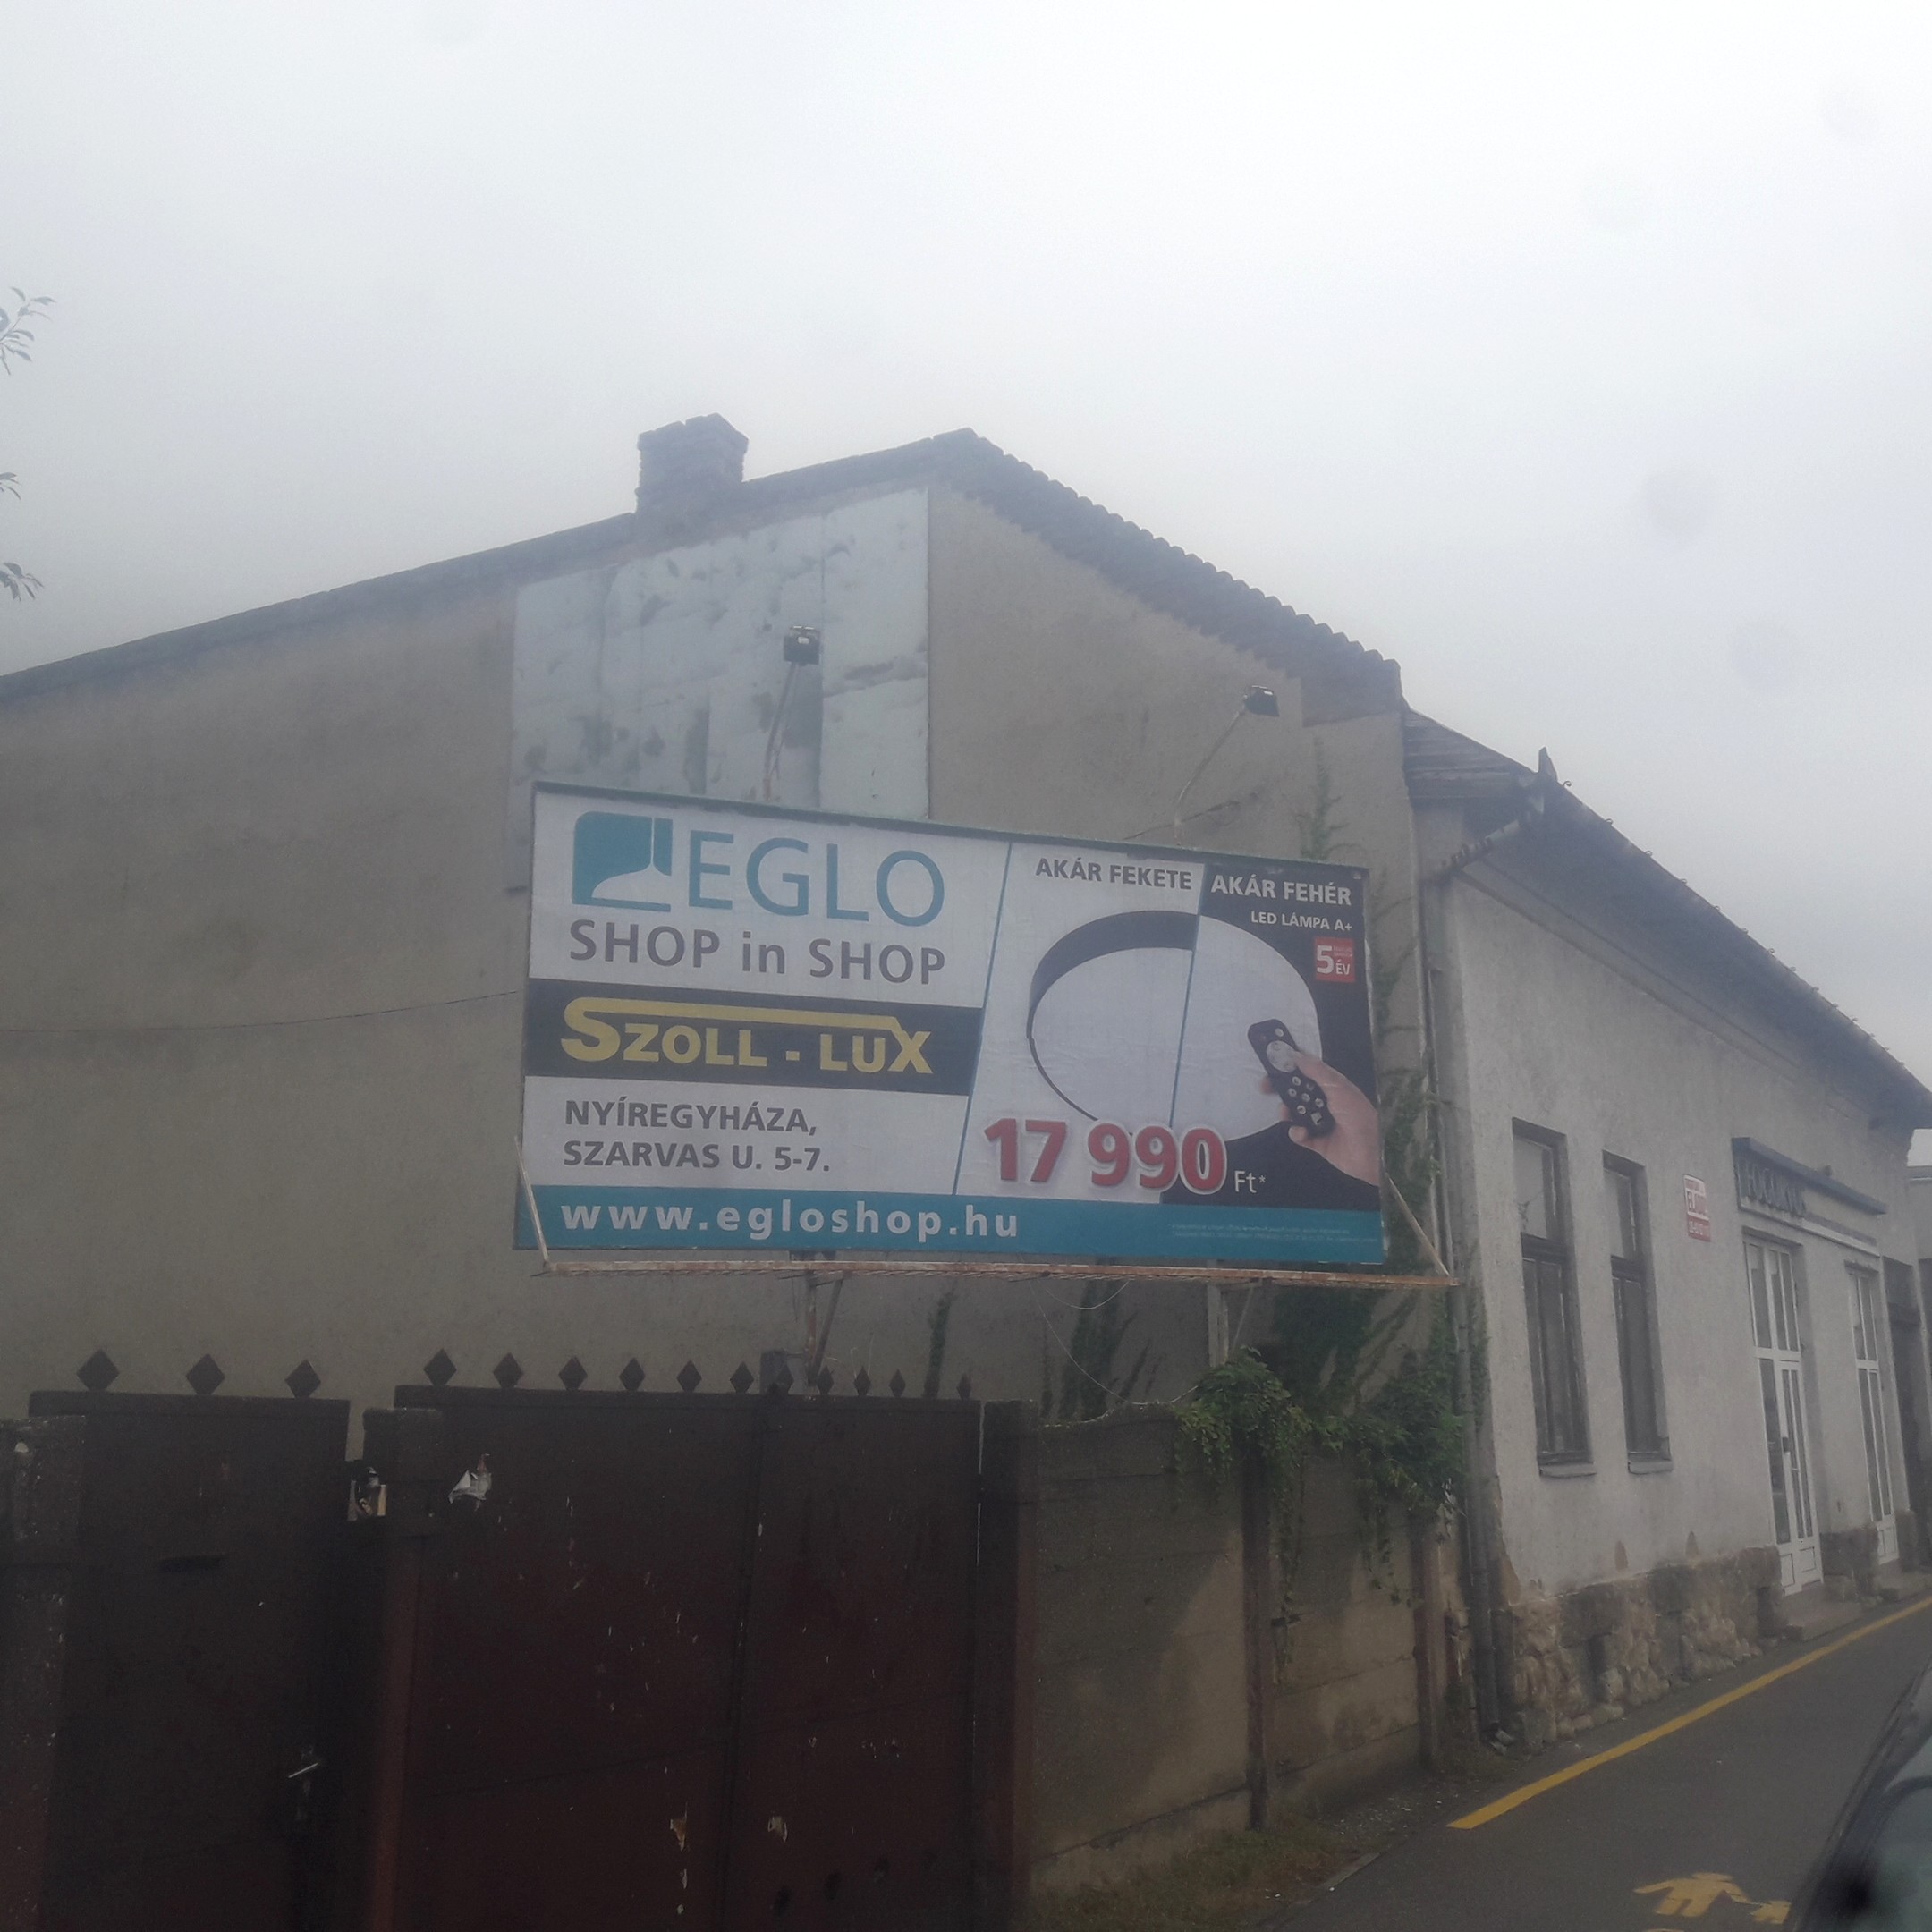 EGLO
SHOP in SHOP
SZOLL - LUX
NYÍREGYHÁZA,
SZARVAS U. 5-7.
www.egloshop.hu
AKÁR FEKETE
AKÁR FEHÉR
LED LÁMPA A+
5 ÉV
17 990 Ft*